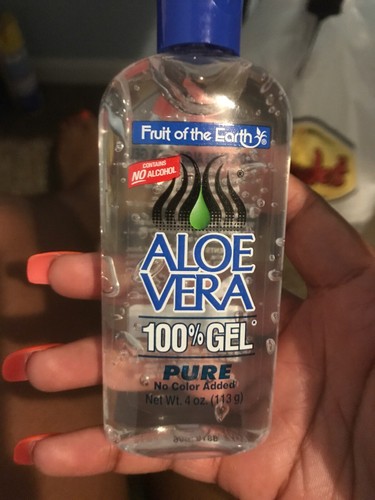 Fruit of the Earth
CONTAINS
NO ALCOHOL
®
ALOE
VERA
100% GEL
PURE
No Color Added
Net Wt. 4 oz. (113 g)